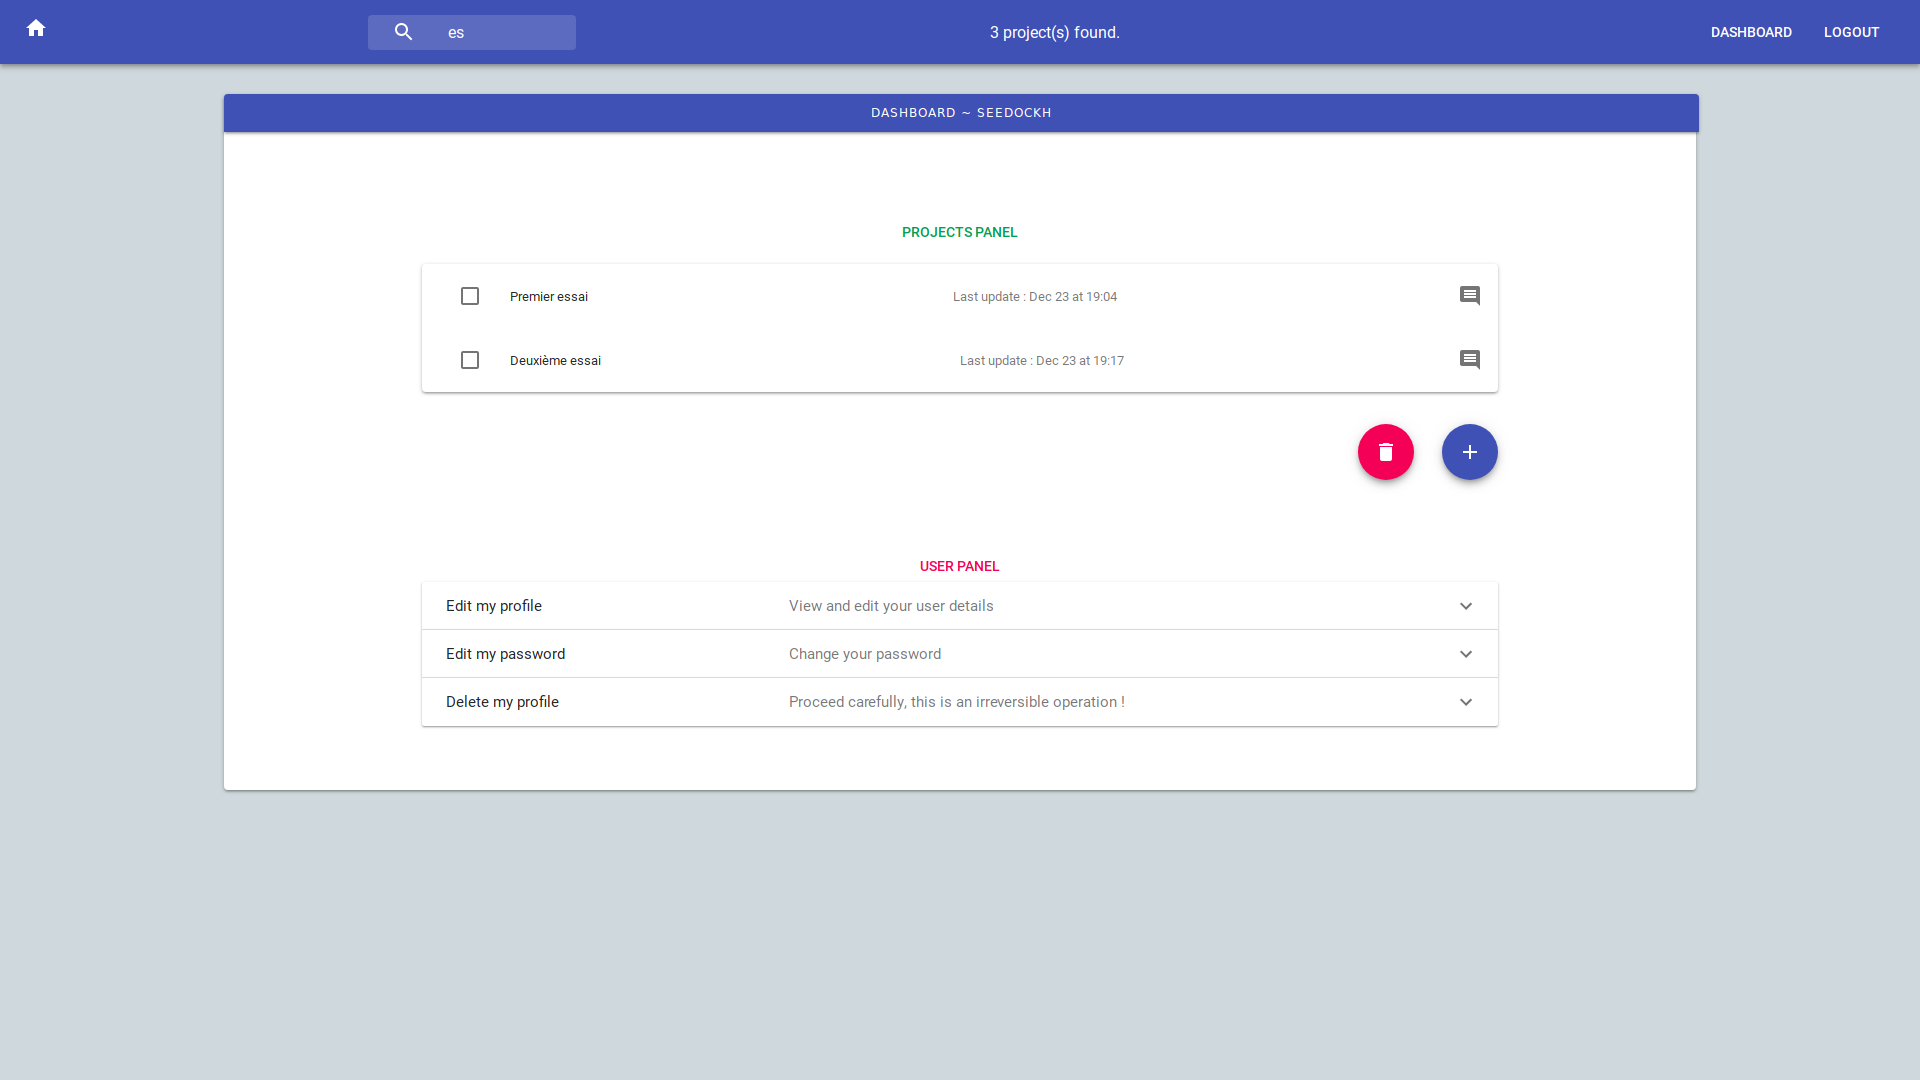 es
3 project(s) found.
DASHBOARD
LOGOUT
DASHBOARD ~ SEEDOCKH
PROJECTS PANEL
Premier essai
Last update : Dec 23 at 19:04
Deuxième essai
Last update : Dec 23 at 19:17
USER PANEL
Edit my profile
View and edit your user details
Edit my password
Change your password
Delete my profile
Proceed carefully, this is an irreversible operation !